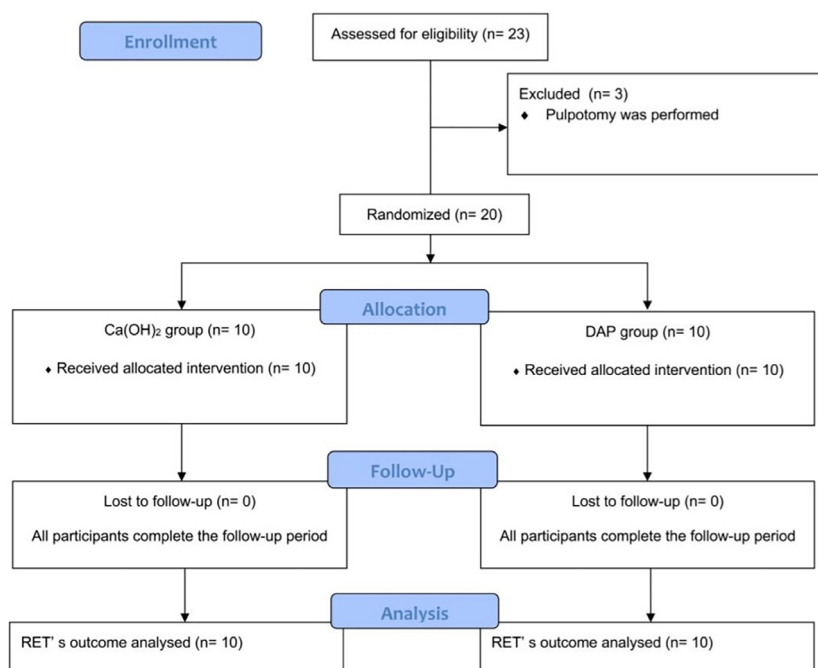 Enrollment
Assessed for eligibility (n= 23)
Excluded (n= 3)
♦ Pulpotomy was performed
Randomized (n= 20)
Allocation
Ca(OH)₂ group (n= 10)
♦ Received allocated intervention (n= 10)
DAP group (n= 10)
♦ Received allocated intervention (n= 10)
Follow-Up
Lost to follow-up (n= 0)
All participants complete the follow-up period
Lost to follow-up (n= 0)
All participants complete the follow-up period
Analysis
RET' s outcome analysed (n= 10)
RET' s outcome analysed (n= 10)